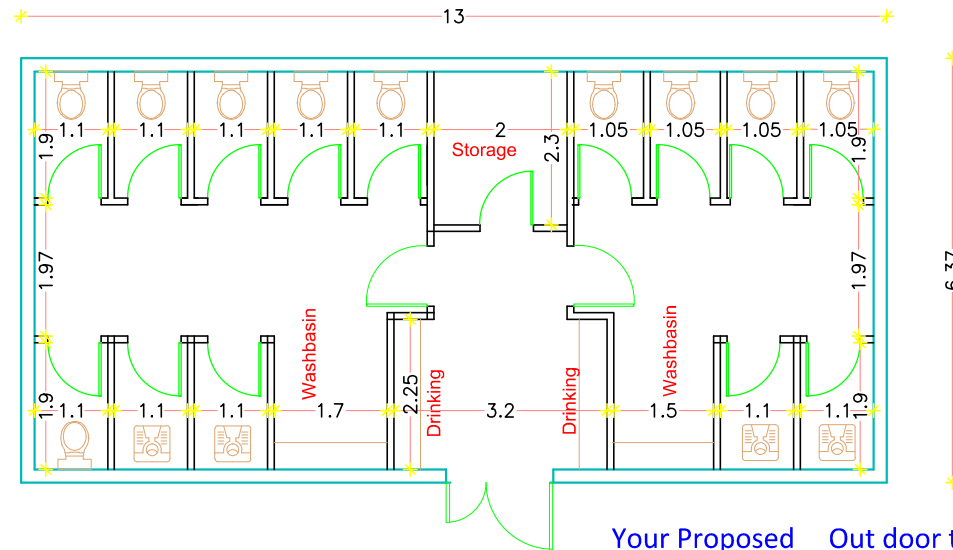 13
1.1 1.1 1.1 1.1 1.1 2 1.05 1.05 1.05 1.05
1.9 2.3 1.9
Storage
1.97 1.97 6.37
Washbasin Washbasin
1.9 2.25 Drinking Drinking 1.9
1.1 1.1 1.1 1.7 3.2 1.5 1.1 1.1
Your Proposed Out door t